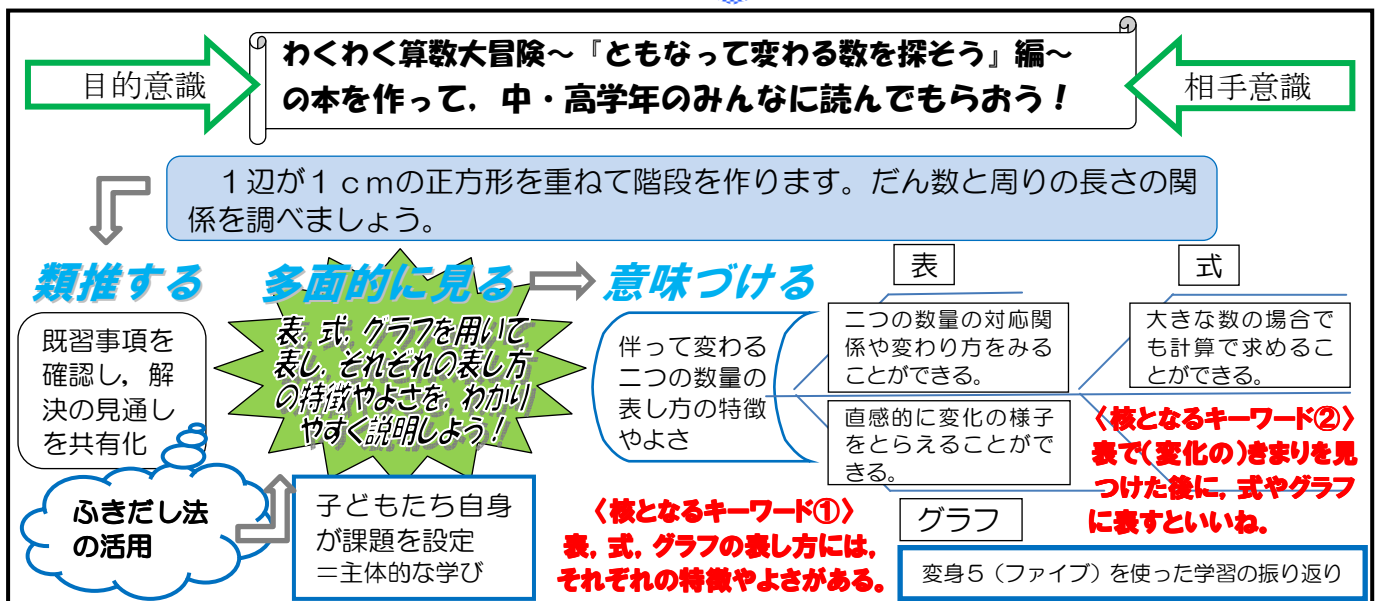 目的意識
わくわく算数大冒険～『ともなって変わる数を探そう』編～
の本を作って，中・高学年のみんなに読んでもらおう！
相手意識
１辺が１ｃｍの正方形を重ねて階段を作ります。だん数と周りの長さの関
係を調べましょう。
類推する
既習事項を
確認し，解
決の見通し
を共有化
ふきだし法
の活用
多面的に見る
表，式，グラフを用いて
表し，それぞれの表し方
の特徴やよさを，わかり
やすく説明しよう！
子どもたち自身
が課題を設定
＝主体的な学び
意味づける
伴って変わる
二つの数量の
表し方の特徴
やよさ
表
二つの数量の対応関
係や変わり方をみる
ことができる。
式
大きな数の場合で
も計算で求めるこ
とができる。
直感的に変化の様子
をとらえることがで
きる。
グラフ
〈核となるキーワード①〉
表，式，グラフの表し方には，
それぞれの特徴やよさがある。
〈核となるキーワード②〉
表で（変化の）きまりを見
つけた後に，式やグラフ
に表すといいね。
変身５（ファイブ）を使った学習の振り返り